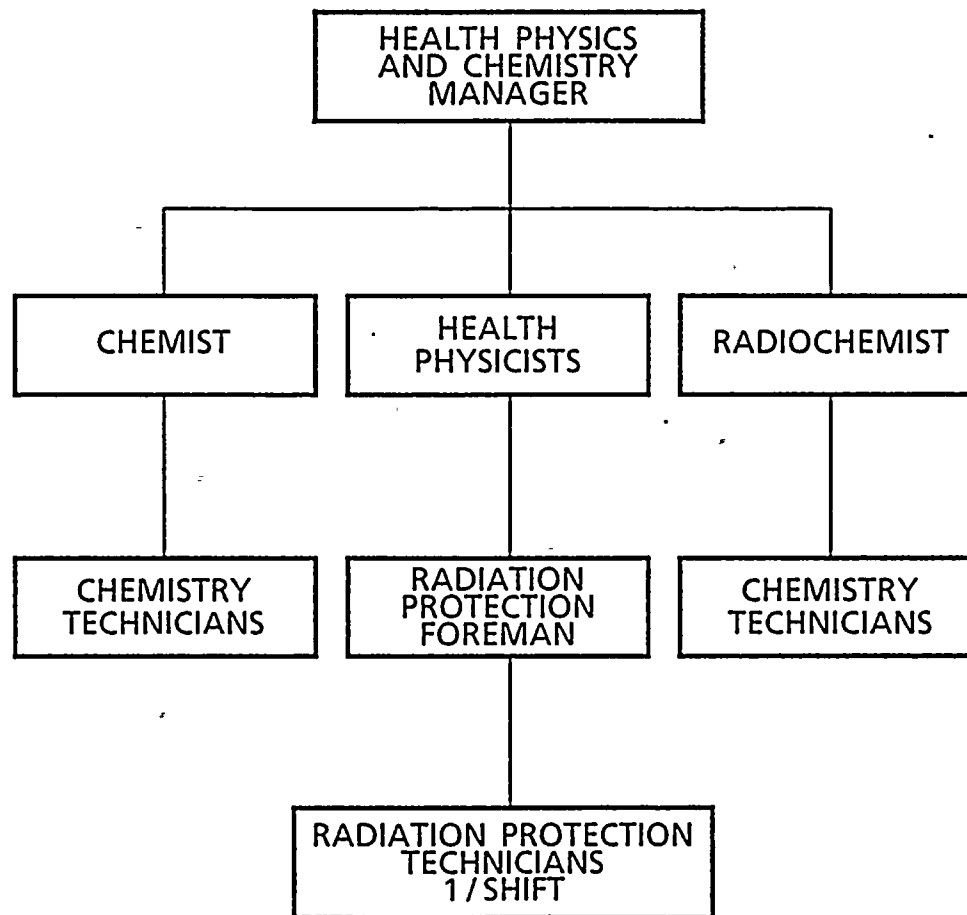 HEALTH PHYSICS
AND CHEMISTRY
MANAGER
CHEMIST
HEALTH
PHYSICISTS
RADIOCHEMIST
CHEMISTRY
TECHNICIANS
RADIATION
PROTECTION
FOREMAN
CHEMISTRY
TECHNICIANS
RADIATION PROTECTION
TECHNICIANS
1/SHIFT